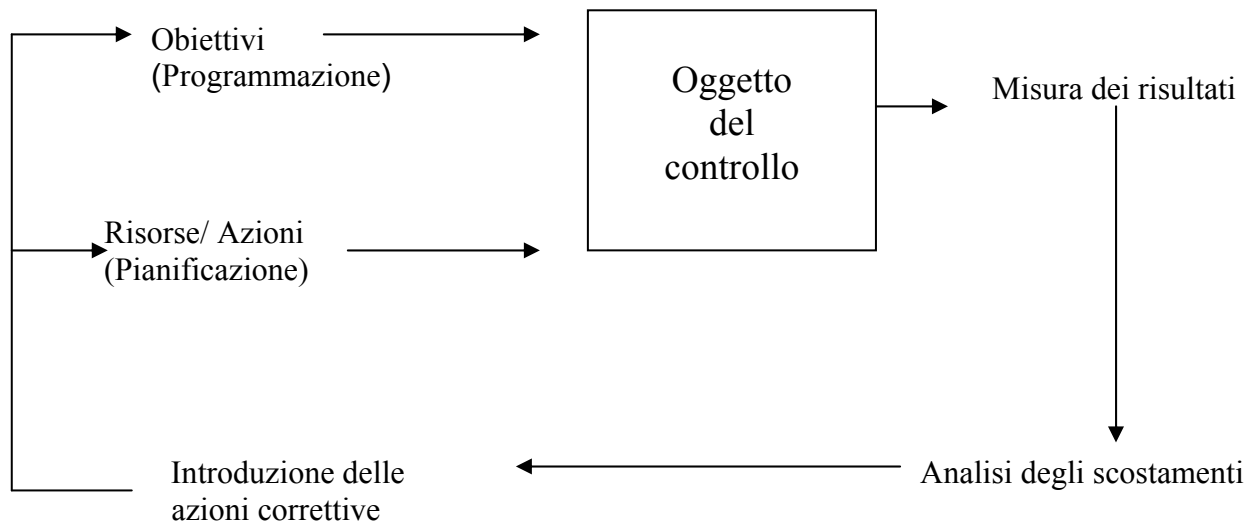 Obiettivi
(Programmazione)
Oggetto
del
controllo
Misura dei risultati
Risorse/ Azioni
(Pianificazione)
Introduzione delle
azioni correttive
Analisi degli scostamenti